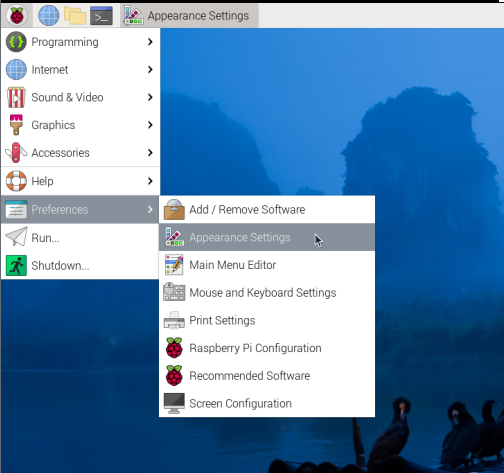 Appearance Settings
Programming
Internet
Sound & Video
Graphics
Accessories
Help
Preferences
Run...
Shutdown...
Add / Remove Software
Appearance Settings
Main Menu Editor
Mouse and Keyboard Settings
Print Settings
Raspberry Pi Configuration
Recommended Software
Screen Configuration